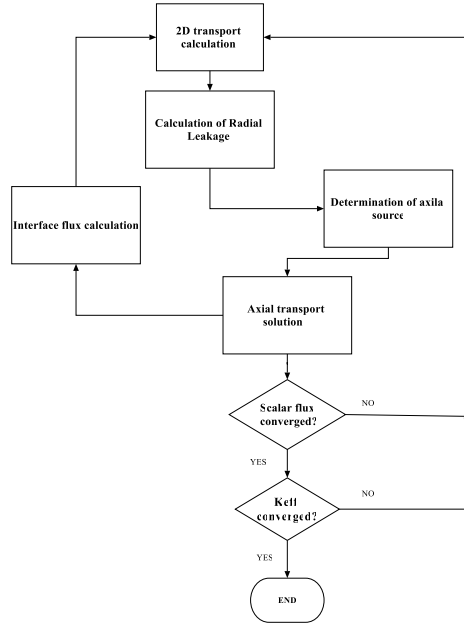 2D transport
calculation
Calculation of Radial
Leakage
Determination of axila
source
Interface flux calculation
Axial transport
solution
Scalar flux
converged?
NO
YES
Keff
converged?
NO
YES
END